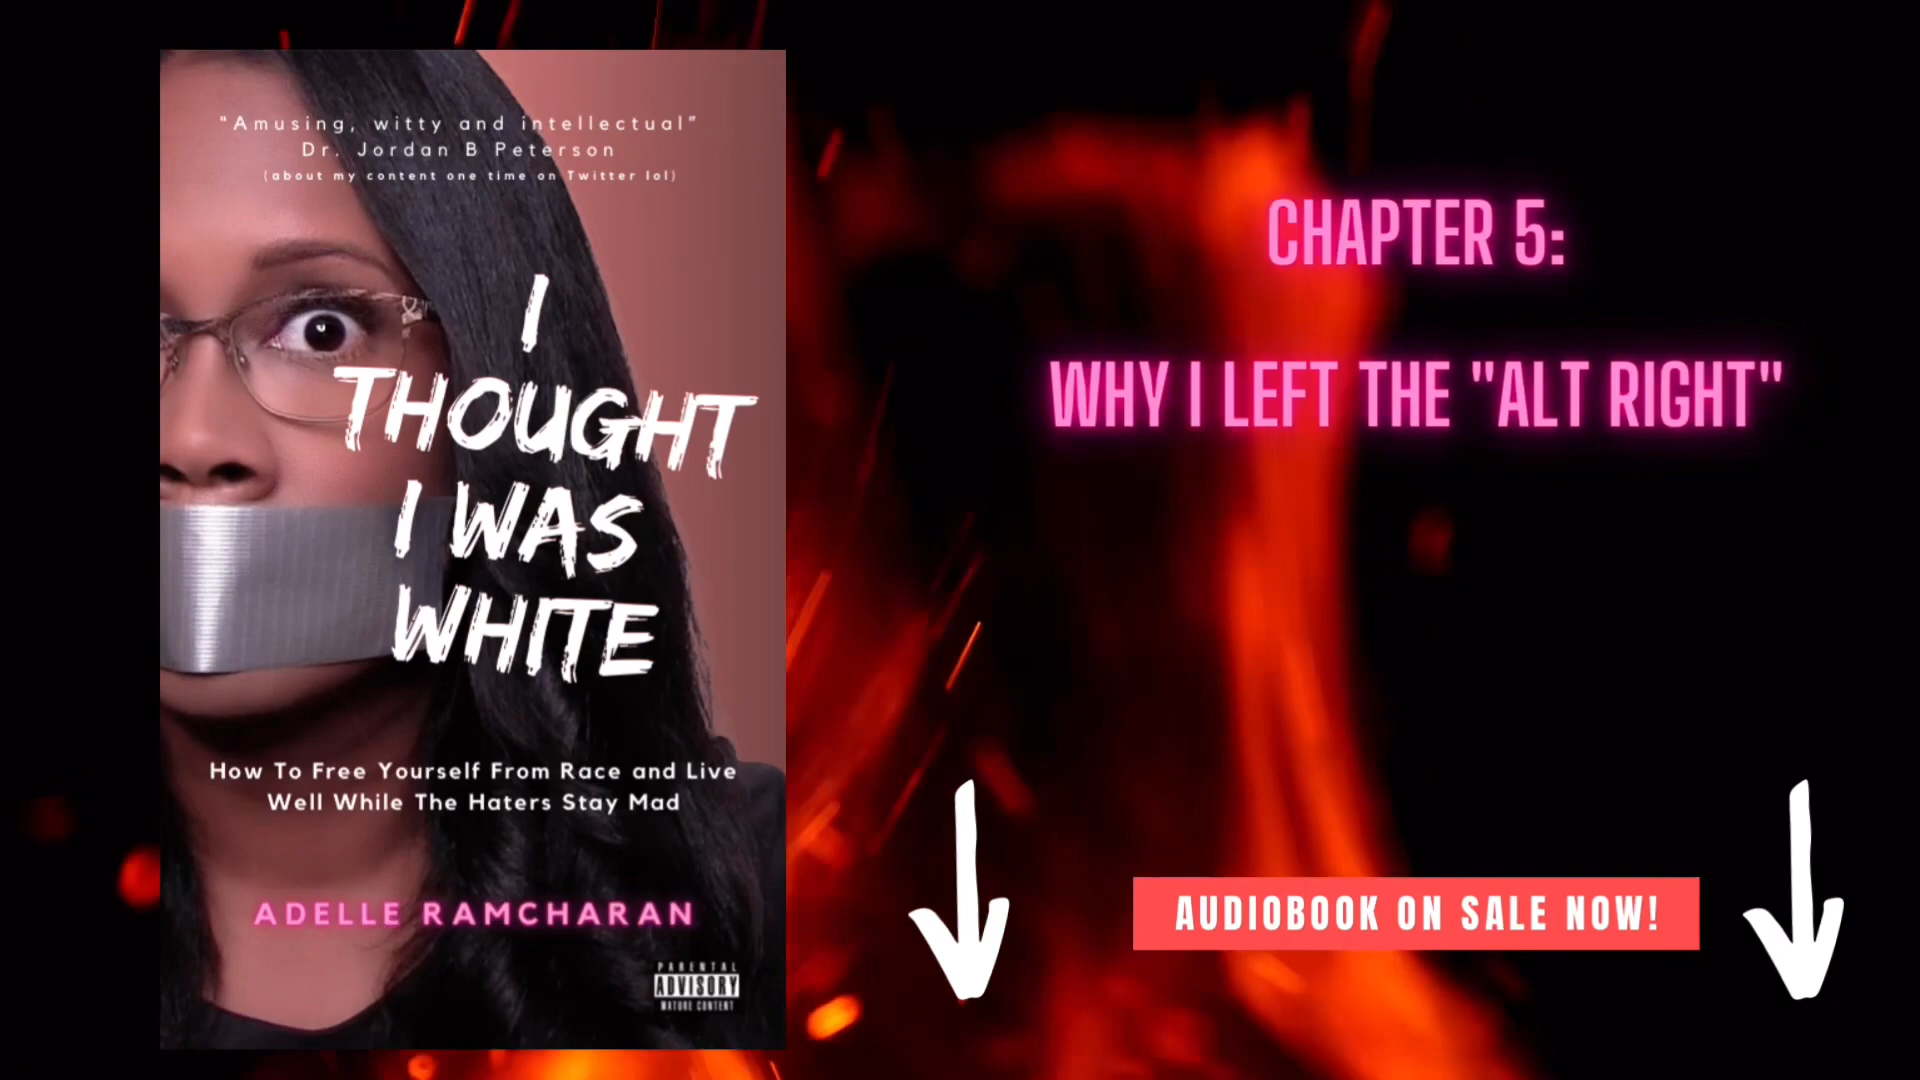 "Amusing, witty and intellectual"
Dr. Jordan B Peterson
(about my content one time on Twitter lol)
I
THOUGHT
I WAS
WHITE
How To Free Yourself From Race and Live
Well While The Haters Stay Mad
ADELLE RAMCHARAN
PARENTAL
ADVISORY
MATURE CONTENT
CHAPTER 5:
WHY I LEFT THE "ALT RIGHT"
AUDIOBOOK ON SALE NOW!